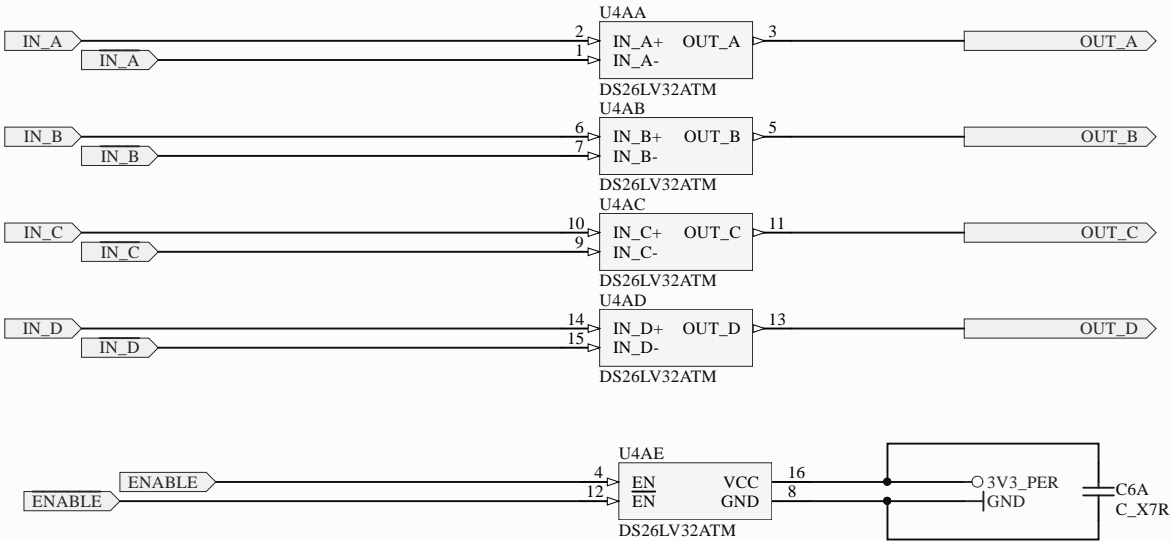 U4AA
IN_A 2 IN_A+ OUT_A 3 OUT_A
IN_A 1 IN_A-
DS26LV32ATM
U4AB
IN_B 6 IN_B+ OUT_B 5 OUT_B
IN_B 7 IN_B-
DS26LV32ATM
U4AC
IN_C 10 IN_C+ OUT_C 11 OUT_C
IN_C 9 IN_C-
DS26LV32ATM
U4AD
IN_D 14 IN_D+ OUT_D 13 OUT_D
IN_D 15 IN_D-
DS26LV32ATM
U4AE
ENABLE 4 EN VCC 16 3V3_PER C6A
ENABLE 12 EN GND 8 GND C_X7R
DS26LV32ATM